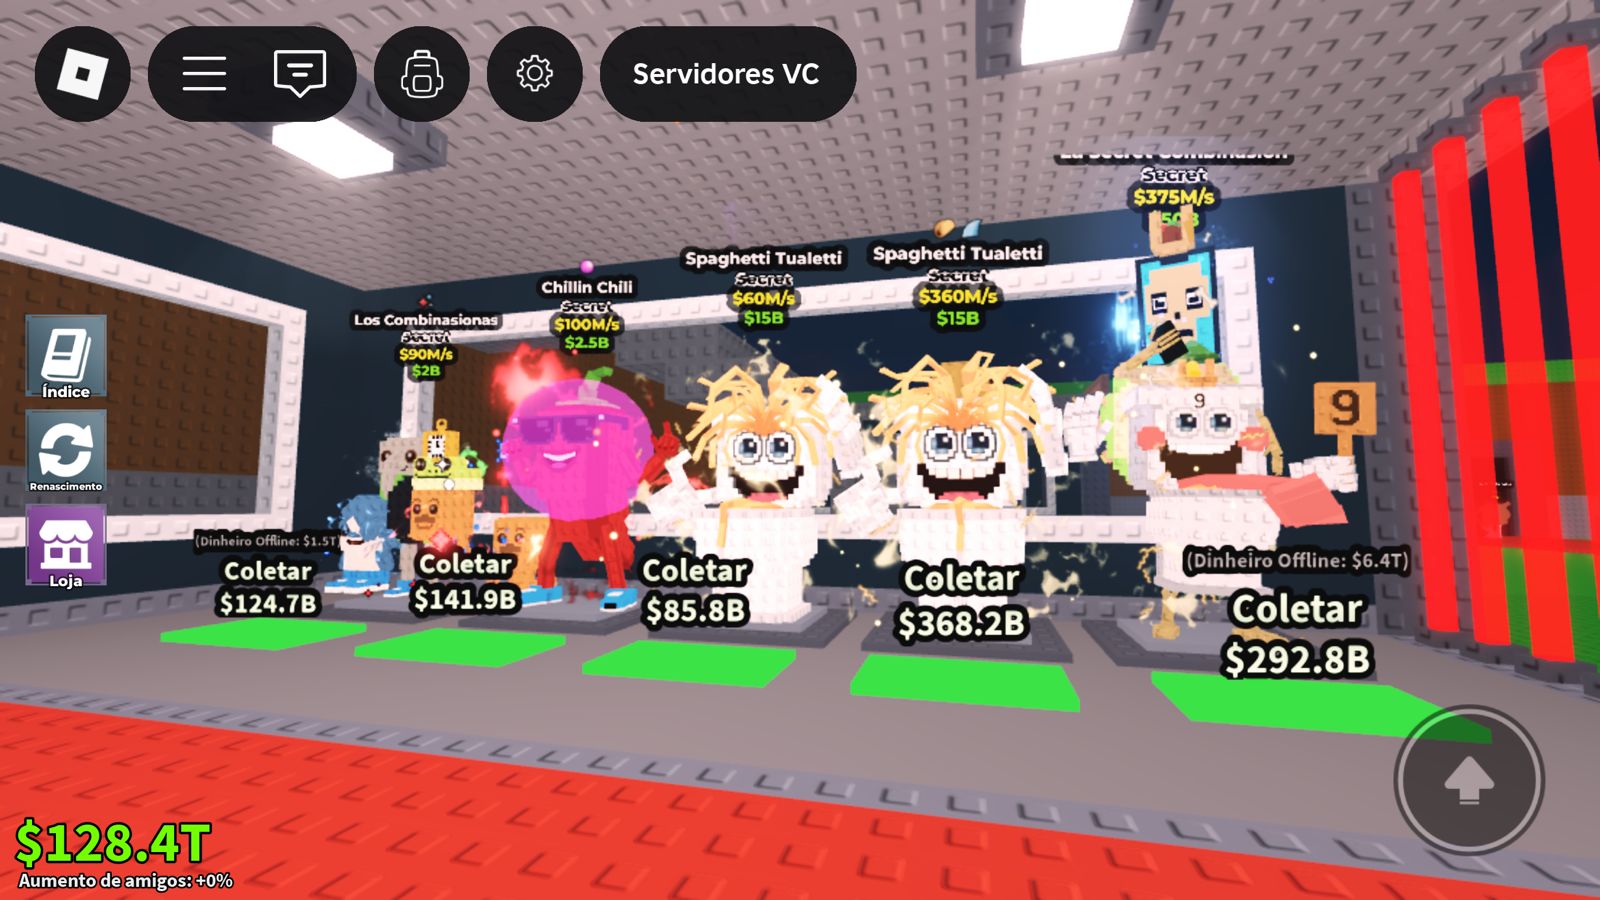 Servidores VC
La Secret Combinasion
Secret
$375M/s
Spaghetti Tualetti
Secret
$60M/s
$15B
Spaghetti Tualetti
Secret
$360M/s
$15B
Chillin Chili
Secret
$100M/s
$2.5B
Los Combinasionas
Secret
$90M/s
$2B
Índice
Renascimento
Loja
9
9
(Dinheiro Offline: $1.5T)
Coletar
$124.7B
Coletar
$141.9B
Coletar
$85.8B
Coletar
$368.2B
(Dinheiro Offline: $6.4T)
Coletar
$292.8B
$128.4T
Aumento de amigos: +0%